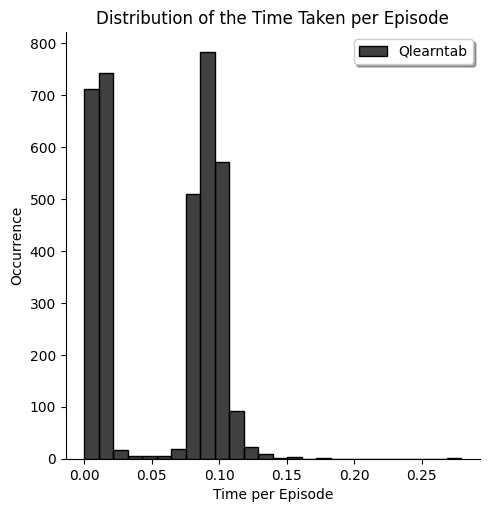 Distribution of the Time Taken per Episode
Qlearntab
800
700
600
500
400
300
200
100
0
Occurrence
0.00 0.05 0.10 0.15 0.20 0.25
Time per Episode